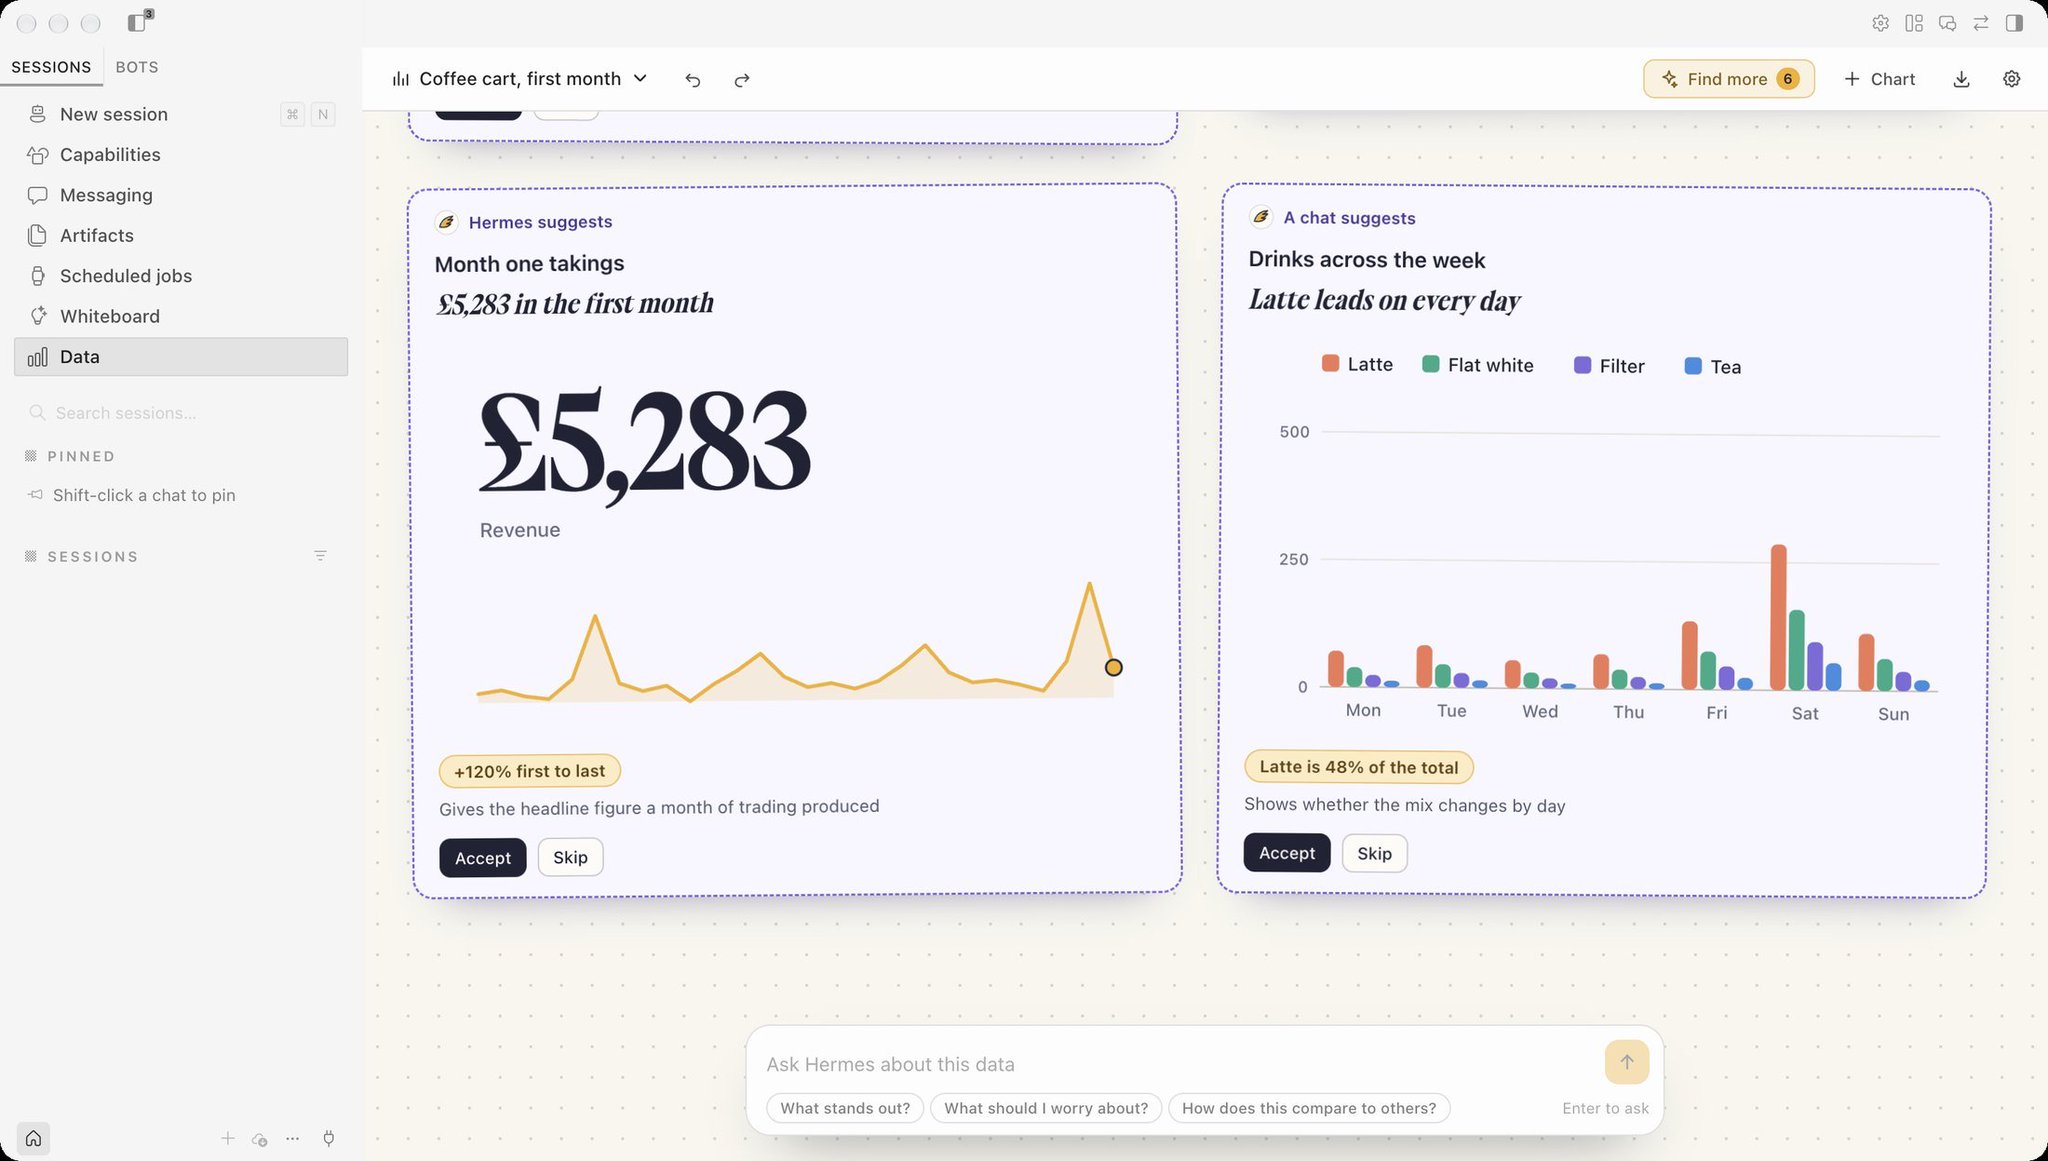 3
SESSIONS
BOTS
New session
⌘ N
Capabilities
Messaging
Artifacts
Scheduled jobs
Whiteboard
Data
Search sessions...
PINNED
Shift-click a chat to pin
SESSIONS
Coffee cart, first month
Find more 6
+ Chart
Hermes suggests
Month one takings
£5,283 in the first month
£5,283
Revenue
+120% first to last
Gives the headline figure a month of trading produced
Accept
Skip
A chat suggests
Drinks across the week
Latte leads on every day
Latte
Flat white
Filter
Tea
500
250
0
Mon
Tue
Wed
Thu
Fri
Sat
Sun
Latte is 48% of the total
Shows whether the mix changes by day
Accept
Skip
Ask Hermes about this data
What stands out?
What should I worry about?
How does this compare to others?
Enter to ask